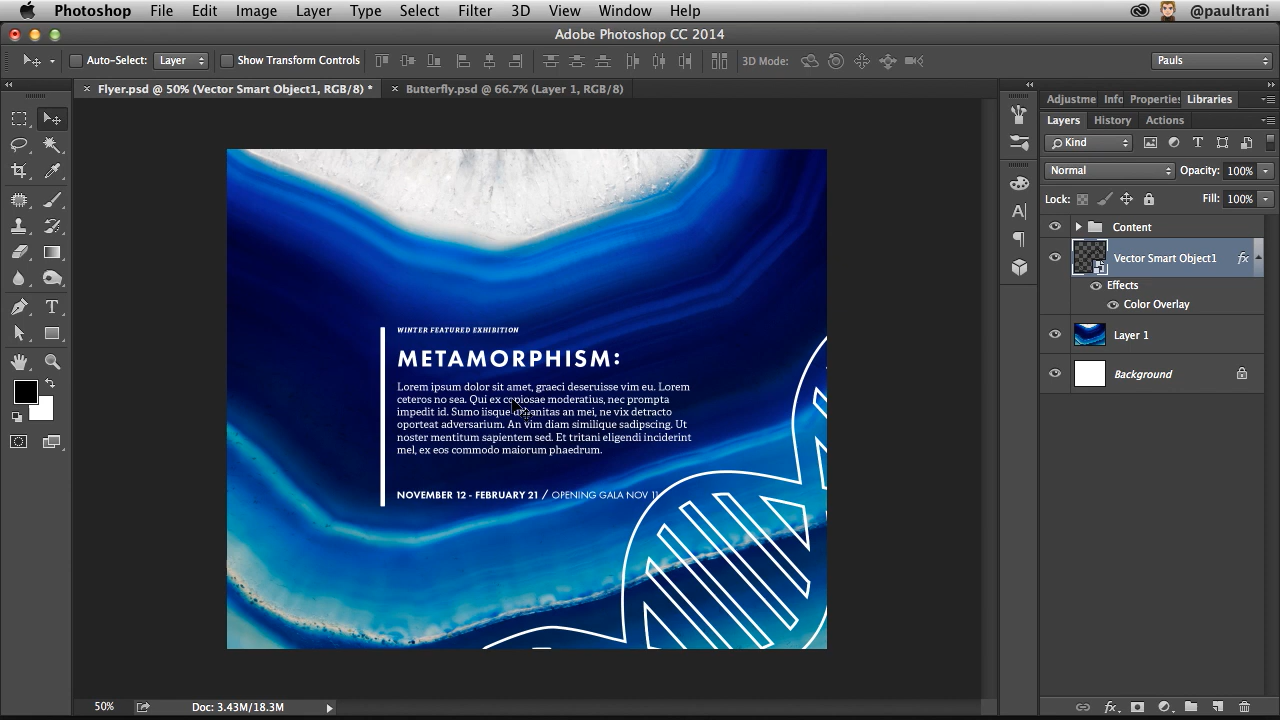 Photoshop File Edit Image Layer Type Select Filter 3D View Window Help @paultrani
Adobe Photoshop CC 2014
Auto-Select: Layer Show Transform Controls 3D Mode: Pauls
Flyer.psd @ 50% (Vector Smart Object1, RGB/8) * Butterfly.psd @ 66.7% (Layer 1, RGB/8)
Adjustme Info Properties Libraries
Layers History Actions
Kind
Normal Opacity: 100%
Lock: Fill: 100%
Content
Vector Smart Object1 fx
Effects
Color Overlay
Layer 1
Background
WINTER FEATURED EXHIBITION
METAMORPHISM:
Lorem ipsum dolor sit amet, graeci deseruisse vim eu. Lorem
ceteros no sea. Qui ex copiosae moderatius, nec prompta
impedit id. Sumo iisque humanitas an mei, ne vix detracto
oporteat adversarium. An vim diam similique sadipscing. Ut
noster mentitum sapientem sed. Et tritani eligendi inciderint
mel, ex eos commodo maiorum phaedrum.
NOVEMBER 12 - FEBRUARY 21 / OPENING GALA NOV 11
50% Doc: 3.43M/18.3M
fx